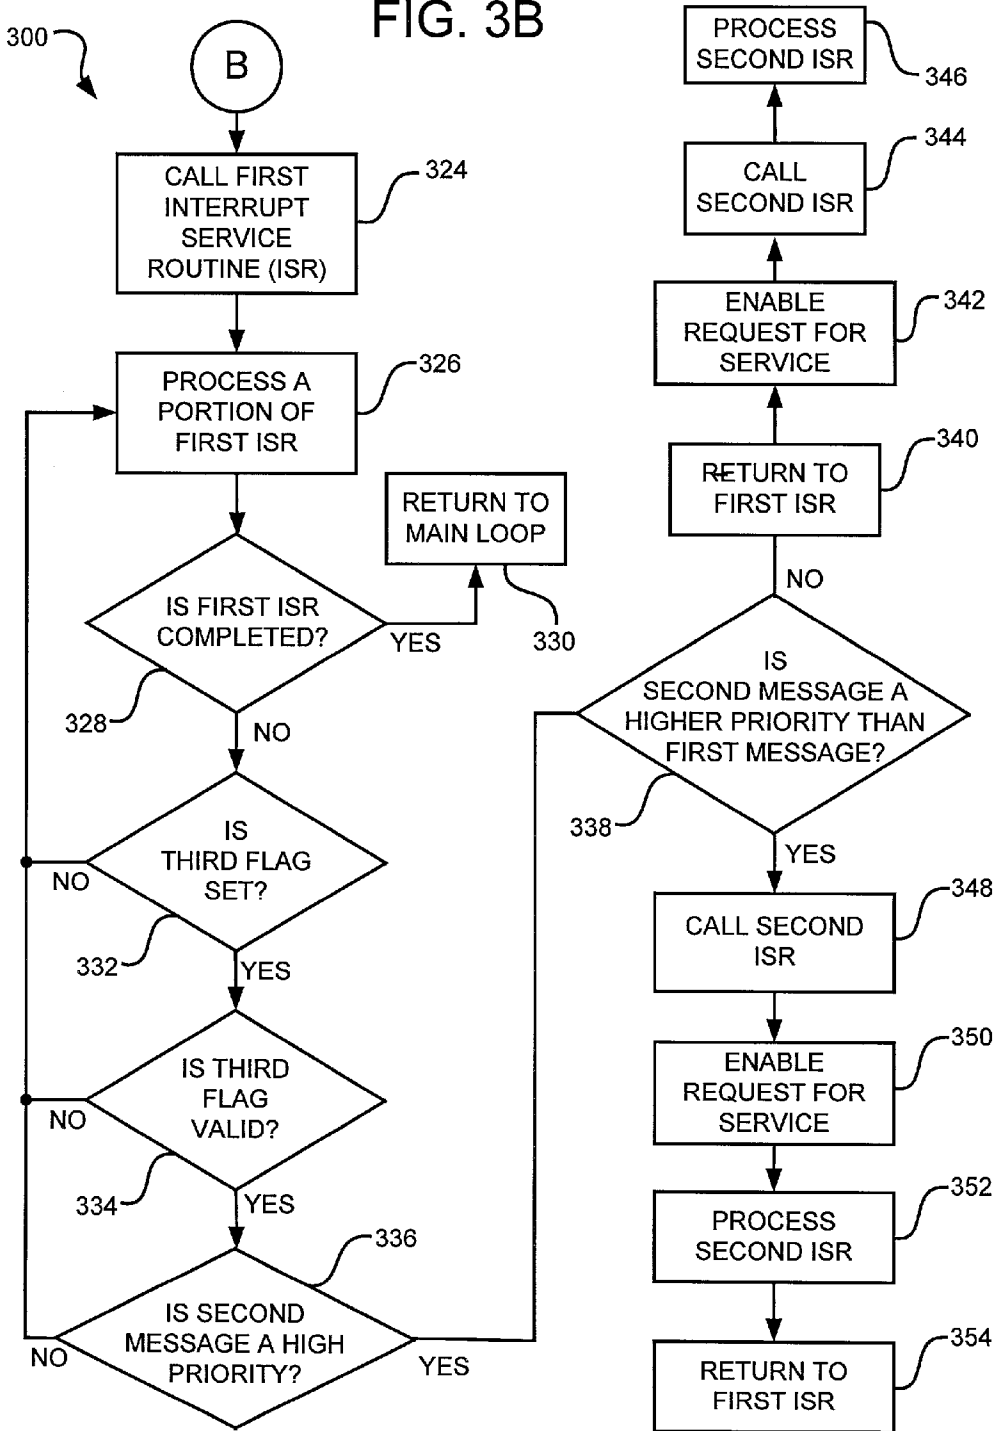 FIG. 3B
300
B
CALL FIRST
INTERRUPT
SERVICE
ROUTINE (ISR)
324
PROCESS A
PORTION OF
FIRST ISR
326
RETURN TO
MAIN LOOP
330
IS FIRST ISR
COMPLETED?
YES
328
NO
IS
THIRD FLAG
SET?
NO
332
YES
IS THIRD
FLAG
VALID?
NO
334
YES
336
IS SECOND
MESSAGE A HIGH
PRIORITY?
NO
YES
PROCESS
SECOND ISR
346
344
CALL
SECOND ISR
342
ENABLE
REQUEST FOR
SERVICE
340
RETURN TO
FIRST ISR
NO
IS
SECOND MESSAGE A
HIGHER PRIORITY THAN
FIRST MESSAGE?
338
YES
348
CALL SECOND
ISR
350
ENABLE
REQUEST FOR
SERVICE
352
PROCESS
SECOND ISR
354
RETURN TO
FIRST ISR